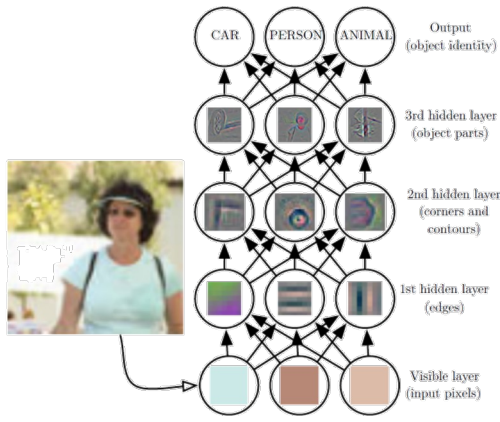 CAR
PERSON
ANIMAL
Output
(object identity)
3rd hidden layer
(object parts)
2nd hidden layer
(corners and
contours)
1st hidden layer
(edges)
Visible layer
(input pixels)